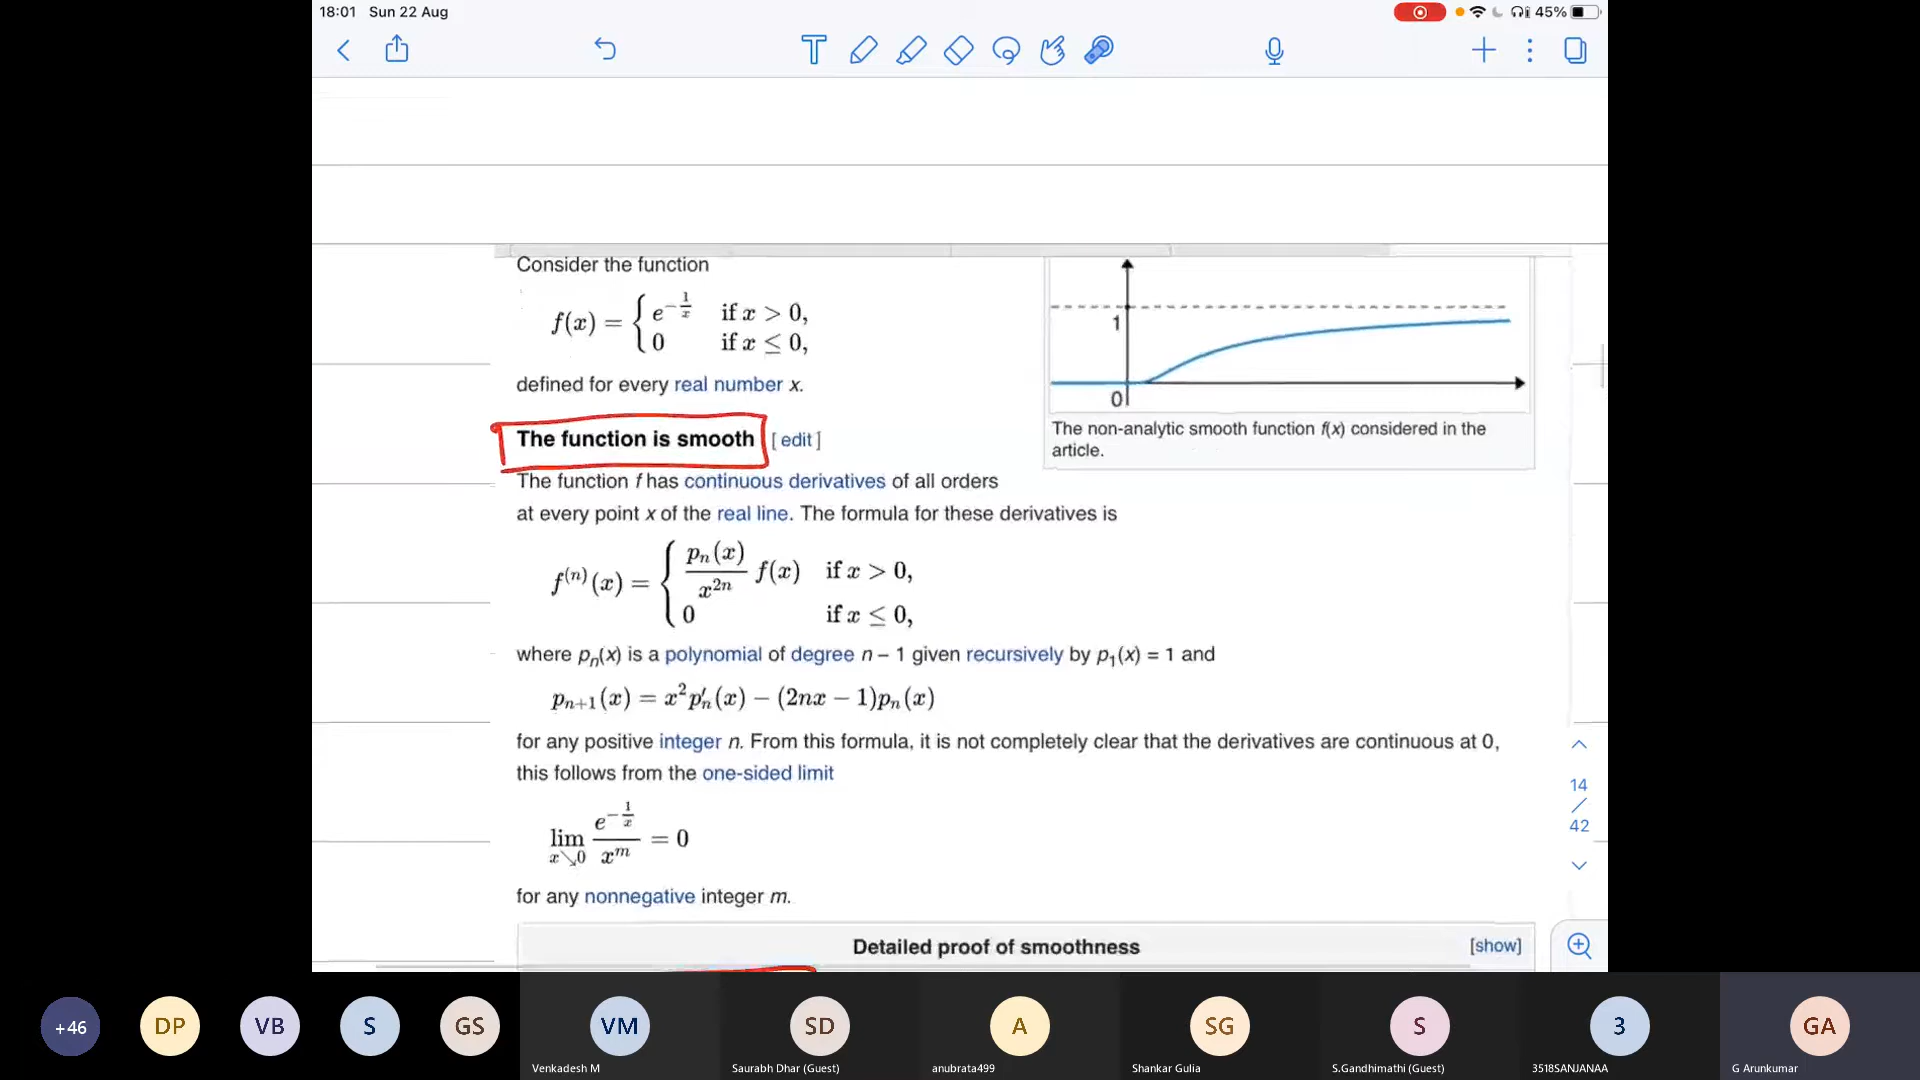 18:01 Sun 22 Aug
45%
Consider the function
f(x) = { e^{-\frac{1}{x}} if x > 0,
0 if x ≤ 0,
defined for every real number x.
1
0
The non-analytic smooth function f(x) considered in the
article.
The function is smooth [ edit ]
The function f has continuous derivatives of all orders
at every point x of the real line. The formula for these derivatives is
f^{(n)}(x) = { \frac{p_n(x)}{x^{2n}} f(x) if x > 0,
0 if x ≤ 0,
where p_n(x) is a polynomial of degree n − 1 given recursively by p_1(x) = 1 and
p_{n+1}(x) = x^2 p'_n(x) − (2nx − 1)p_n(x)
for any positive integer n. From this formula, it is not completely clear that the derivatives are continuous at 0,
this follows from the one-sided limit
\lim_{x↘0} \frac{e^{-\frac{1}{x}}}{x^m} = 0
for any nonnegative integer m.
Detailed proof of smoothness [show]
14
/
42
+46 DP VB S GS VM SD A SG S 3 GA
Venkadesh M Saurabh Dhar (Guest) anubrata499 Shankar Gulia S.Gandhimathi (Guest) 3518SANJANAA G Arunkumar